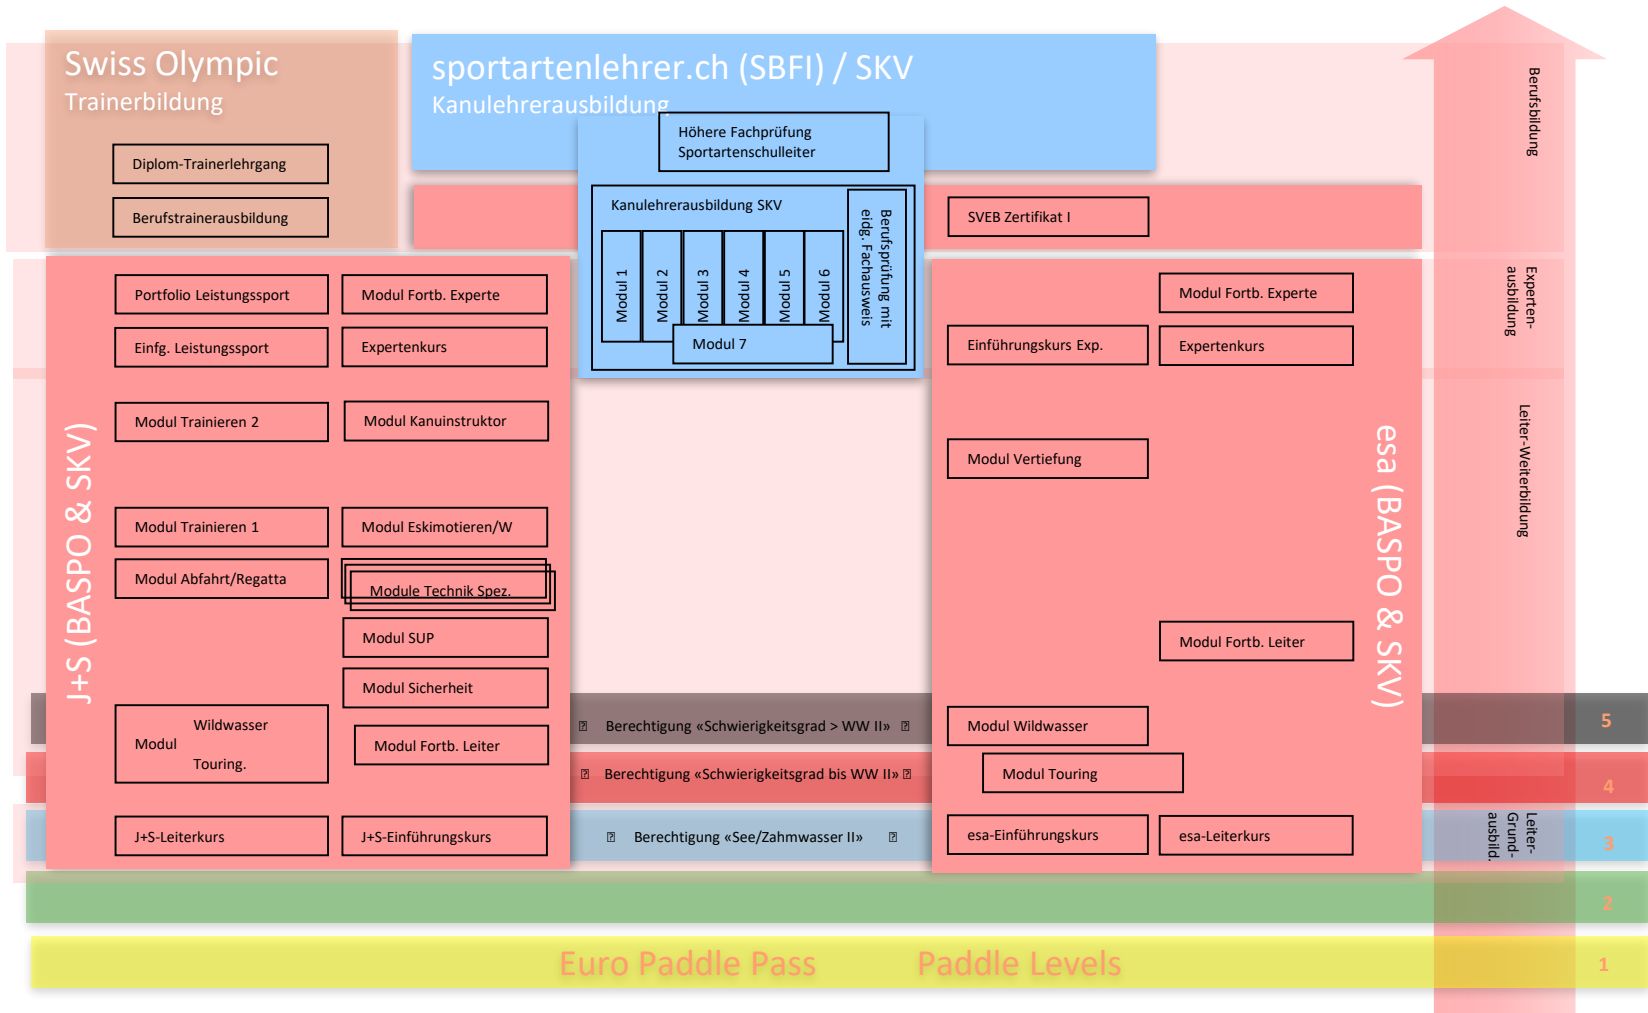 Swiss Olympic
Trainerbildung
Diplom-Trainerlehrgang
Berufstrainerausbildung
sportartenlehrer.ch (SBFI) / SKV
Kanulehrerausbildung
Höhere Fachprüfung
Sportartenschulleiter
Kanulehrerausbildung SKV
Modul 1
Modul 2
Modul 3
Modul 4
Modul 5
Modul 6
Modul 7
Berufsprüfung mit
eidg. Fachausweis
SVEB Zertifikat I
Berufsbildung
Experten-
ausbildung
Leiter-Weiterbildung
Leiter-
Grund-
ausbild.
J+S (BASPO & SKV)
Portfolio Leistungssport
Modul Fortb. Experte
Einfg. Leistungssport
Expertenkurs
Modul Trainieren 2
Modul Kanuinstruktor
Modul Trainieren 1
Modul Eskimotieren/W
Modul Abfahrt/Regatta
Module Technik Spez.
Modul SUP
Modul Sicherheit
Wildwasser
Modul
Touring.
Modul Fortb. Leiter
J+S-Leiterkurs
J+S-Einführungskurs
Berechtigung «Schwierigkeitsgrad > WW II»
Berechtigung «Schwierigkeitsgrad bis WW II»
Berechtigung «See/Zahmwasser II»
esa (BASPO & SKV)
Modul Fortb. Experte
Einführungskurs Exp.
Expertenkurs
Modul Vertiefung
Modul Fortb. Leiter
Modul Wildwasser
Modul Touring
esa-Einführungskurs
esa-Leiterkurs
5
4
3
2
Euro Paddle Pass Paddle Levels
1